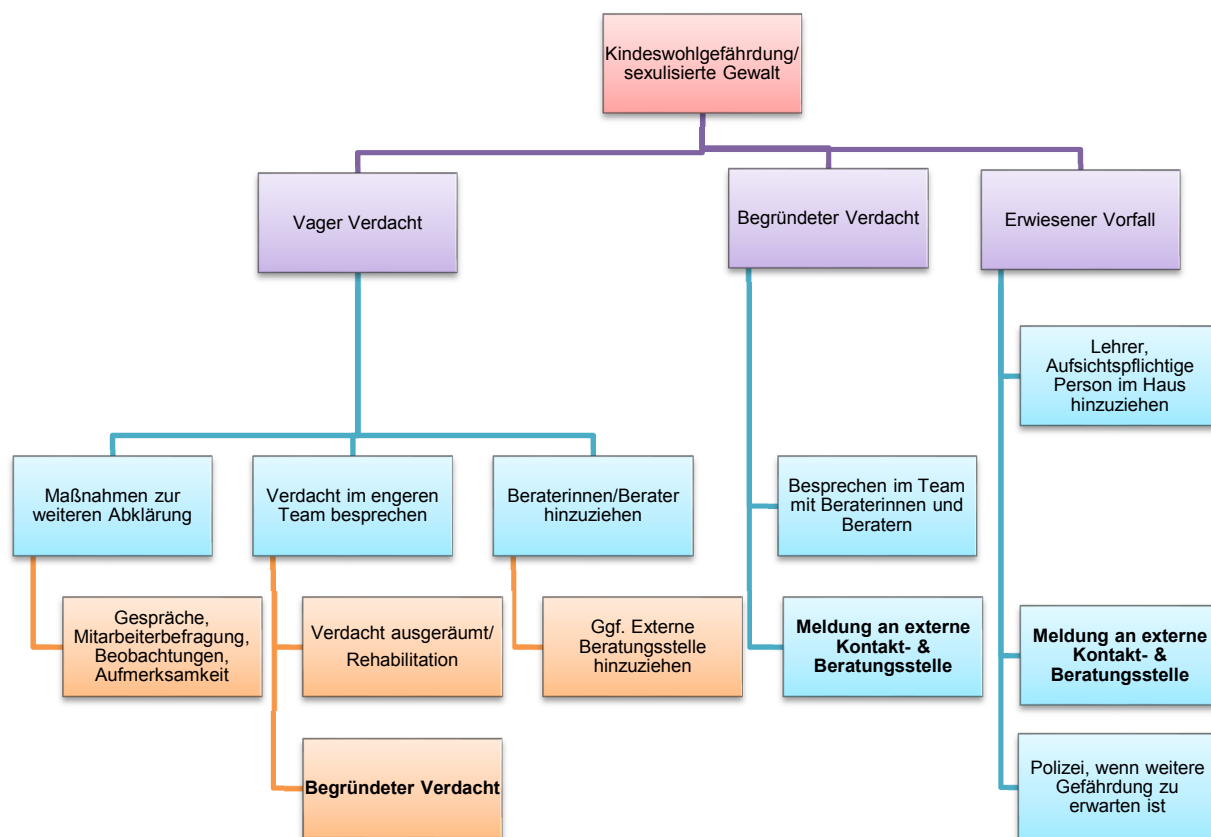 Kindeswohlgefährdung/
sexulisierte Gewalt
Vager Verdacht
Begründeter Verdacht
Erwiesener Vorfall
Lehrer,
Aufsichtspflichtige
Person im Haus
hinzuziehen
Maßnahmen zur
weiteren Abklärung
Verdacht im engeren
Team besprechen
Beraterinnen/Berater
hinzuziehen
Besprechen im Team
mit Beraterinnen und
Beratern
Gespräche,
Mitarbeiterbefragung,
Beobachtungen,
Aufmerksamkeit
Verdacht ausgeräumt/
Rehabilitation
Ggf. Externe
Beratungsstelle
hinzuziehen
Meldung an externe
Kontakt- &
Beratungsstelle
Meldung an externe
Kontakt- &
Beratungsstelle
Begründeter Verdacht
Polizei, wenn weitere
Gefährdung zu
erwarten ist